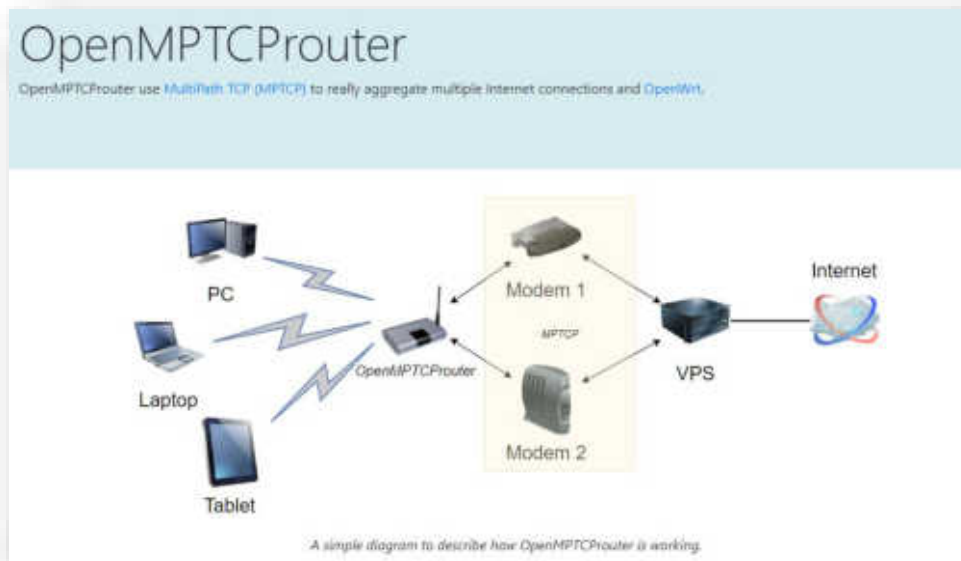 OpenMPTCProuter
OpenMPTCProuter use MultiPath TCP (MPTCP) to really aggregate multiple Internet connections and OpenWrt.
PC
Laptop
Tablet
OpenMPTCProuter
Modem 1
MPTCP
Modem 2
VPS
Internet
A simple diagram to describe how OpenMPTCProuter is working.